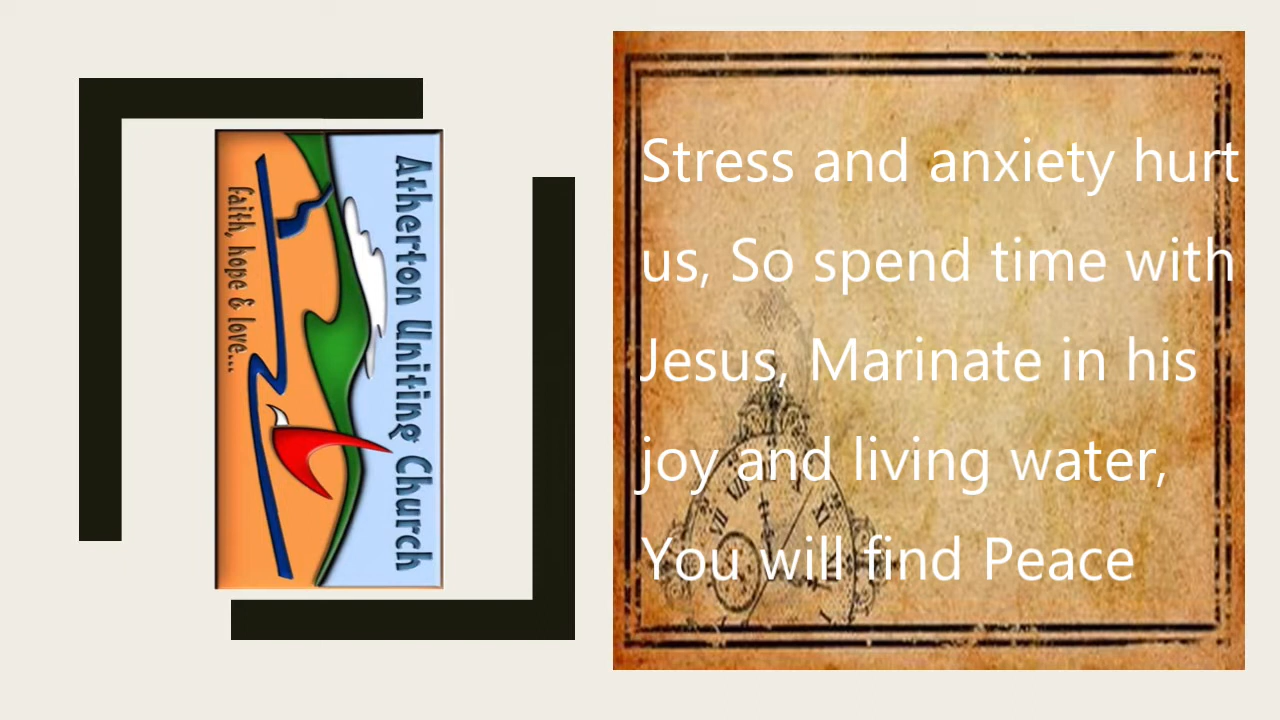 Atherton Uniting Church
faith, hope & love...
Stress and anxiety hurt
us, So spend time with
Jesus, Marinate in his
joy and living water,
You will find Peace